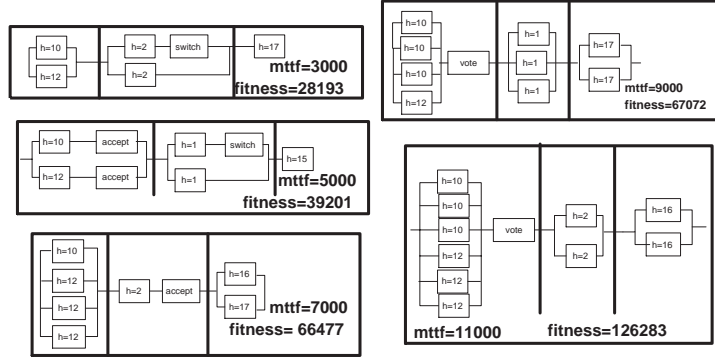 h=10
h=12
h=2
switch
h=2
h=17
mttf=3000
fitness=28193
h=10
accept
h=12
accept
h=1
switch
h=1
h=15
mttf=5000
fitness=39201
h=10
h=12
h=12
h=12
h=2
accept
h=16
h=17
mttf=7000
fitness= 66477
h=10
h=10
h=10
h=12
vote
h=1
h=1
h=1
h=17
h=17
mttf=9000
fitness=67072
h=10
h=10
h=10
h=12
h=12
h=12
vote
h=2
h=2
h=16
h=16
mttf=11000
fitness=126283